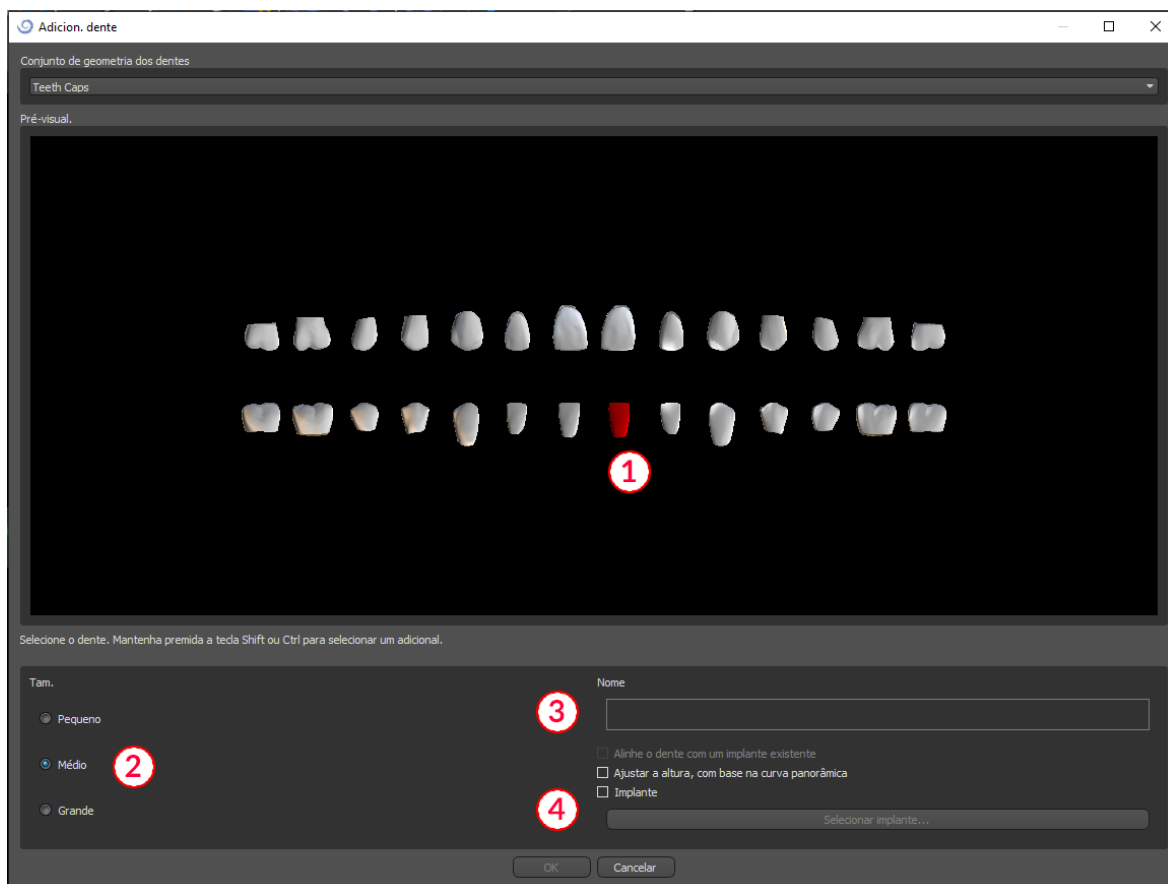 Adicion. dente
Conjunto de geometria dos dentes
Teeth Caps
Pré-visual.
1
Selecione o dente. Mantenha premida a tecla Shift ou Ctrl para selecionar um adicional.
Tam.
Pequeno
Médio
2
Grande
Nome
3
Alinhe o dente com um implante existente
Ajustar a altura, com base na curva panorâmica
Implante
4
Selecionar implante...
OK
Cancelar